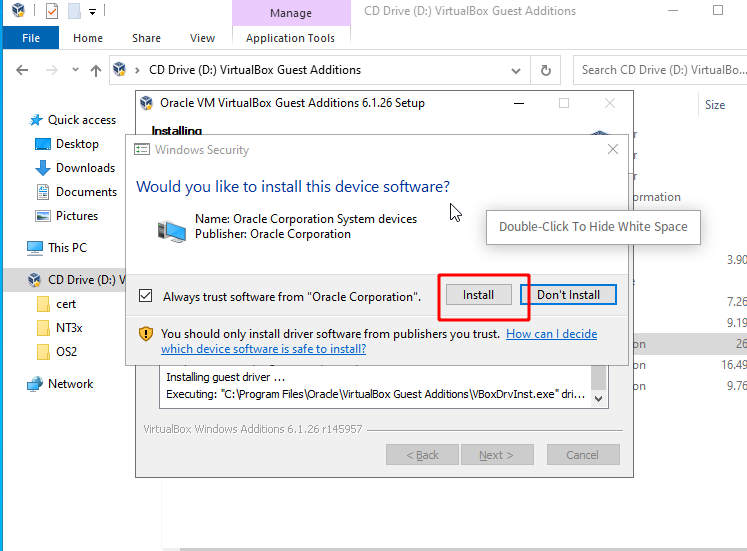 Manage
CD Drive (D:) VirtualBox Guest Additions
File
Home
Share
View
Application Tools
CD Drive (D:) VirtualBox Guest Additions
Search CD Drive (D:) VirtualBo...
Quick access
Desktop
Downloads
Documents
Pictures
This PC
CD Drive (D:) V
cert
NT3x
OS2
Network
Size
Oracle VM VirtualBox Guest Additions 6.1.26 Setup
Installing
Windows Security
Would you like to install this device software?
Name: Oracle Corporation System devices
Publisher: Oracle Corporation
Double-Click To Hide White Space
Always trust software from "Oracle Corporation".
Install
Don't Install
You should only install driver software from publishers you trust. How can I decide
which device software is safe to install?
Installing guest driver ...
Executing: "C:\Program Files\Oracle\VirtualBox Guest Additions\VBoxDrvInst.exe" dri...
VirtualBox Windows Additions 6.1.26 r145957
< Back
Next >
Cancel
ormation
3.90
7.26
9.19
on
26
on
16.49
on
9.76